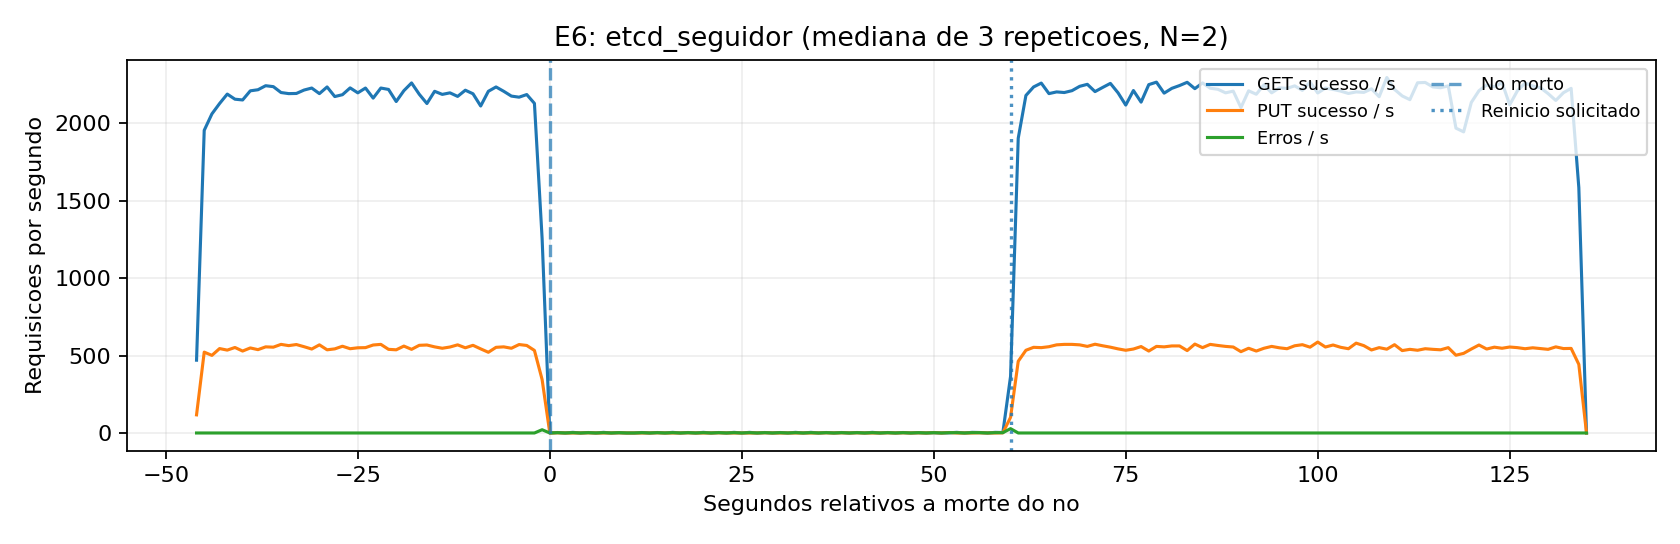 E6: etcd_seguidor (mediana de 3 repeticoes, N=2)
GET sucesso / s
PUT sucesso / s
Erros / s
No morto
Reinicio solicitado
Requisicoes por segundo
2000
1500
1000
500
0
−50
−25
0
25
50
75
100
125
Segundos relativos a morte do no